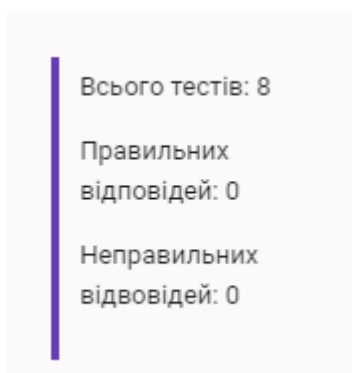 Всього тестів: 8
Правильних
відповідей: 0
Неправильних
відвовідей: 0